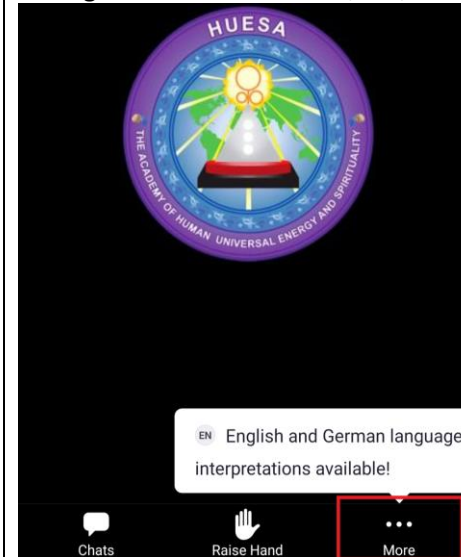 HUESA
THE ACADEMY OF HUMAN UNIVERSAL ENERGY AND SPIRITUALITY
EN English and German language
interpretations available!
Chats Raise Hand More